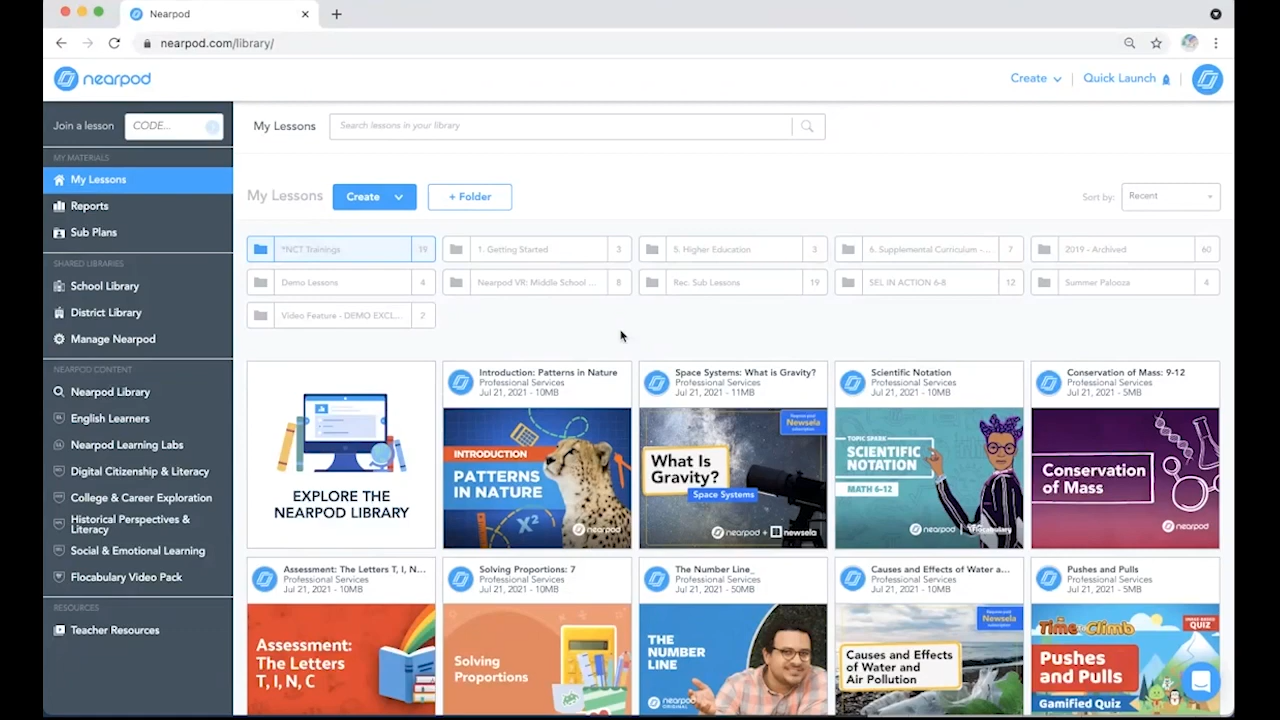 Nearpod
nearpod.com/library/
nearpod
Create
Quick Launch
Join a lesson
CODE...
My Lessons
Search lessons in your library
MY MATERIALS
My Lessons
Reports
Sub Plans
SHARED LIBRARIES
School Library
District Library
Manage Nearpod
NEARPOD CONTENT
Nearpod Library
English Learners
Nearpod Learning Labs
Digital Citizenship & Literacy
College & Career Exploration
Historical Perspectives &
Literacy
Social & Emotional Learning
Flocabulary Video Pack
RESOURCES
Teacher Resources
My Lessons
Create
+ Folder
Sort by:
Recent
*NCT Trainings 19
1. Getting Started 3
5. Higher Education 3
6. Supplemental Curriculum -... 7
2019 - Archived 60
Demo Lessons 4
Nearpod VR: Middle School ... 8
Rec. Sub Lessons 19
SEL IN ACTION 6-8 12
Summer Palooza 4
Video Feature - DEMO EXCL... 2
EXPLORE THE
NEARPOD LIBRARY
Introduction: Patterns in Nature
Professional Services
Jul 21, 2021 - 10MB
INTRODUCTION
PATTERNS
IN NATURE
X²
nearpod
Space Systems: What is Gravity?
Professional Services
Jul 21, 2021 - 11MB
Newsela
What Is
Gravity?
Space Systems
nearpod + newsela
Scientific Notation
Professional Services
Jul 21, 2021 - 10MB
TOPIC SPARK
SCIENTIFIC
NOTATION
MATH 6-12
nearpod | Flocabulary
Conservation of Mass: 9-12
Professional Services
Jul 21, 2021 - 5MB
Conservation
of Mass
nearpod
Assessment: The Letters T, I, N...
Professional Services
Jul 21, 2021 - 10MB
Assessment:
The Letters
T, I, N, C
Solving Proportions: 7
Professional Services
Jul 21, 2021 - 10MB
Solving
Proportions
The Number Line_
Professional Services
Jul 21, 2021 - 50MB
THE
NUMBER
LINE
nearpod
Causes and Effects of Water a...
Professional Services
Jul 21, 2021 - 10MB
Newsela
Causes and Effects
of Water and
Air Pollution
Pushes and Pulls
Professional Services
Jul 21, 2021 - 5MB
Time to Climb
QUIZ
Pushes
and Pulls
Gamified Quiz